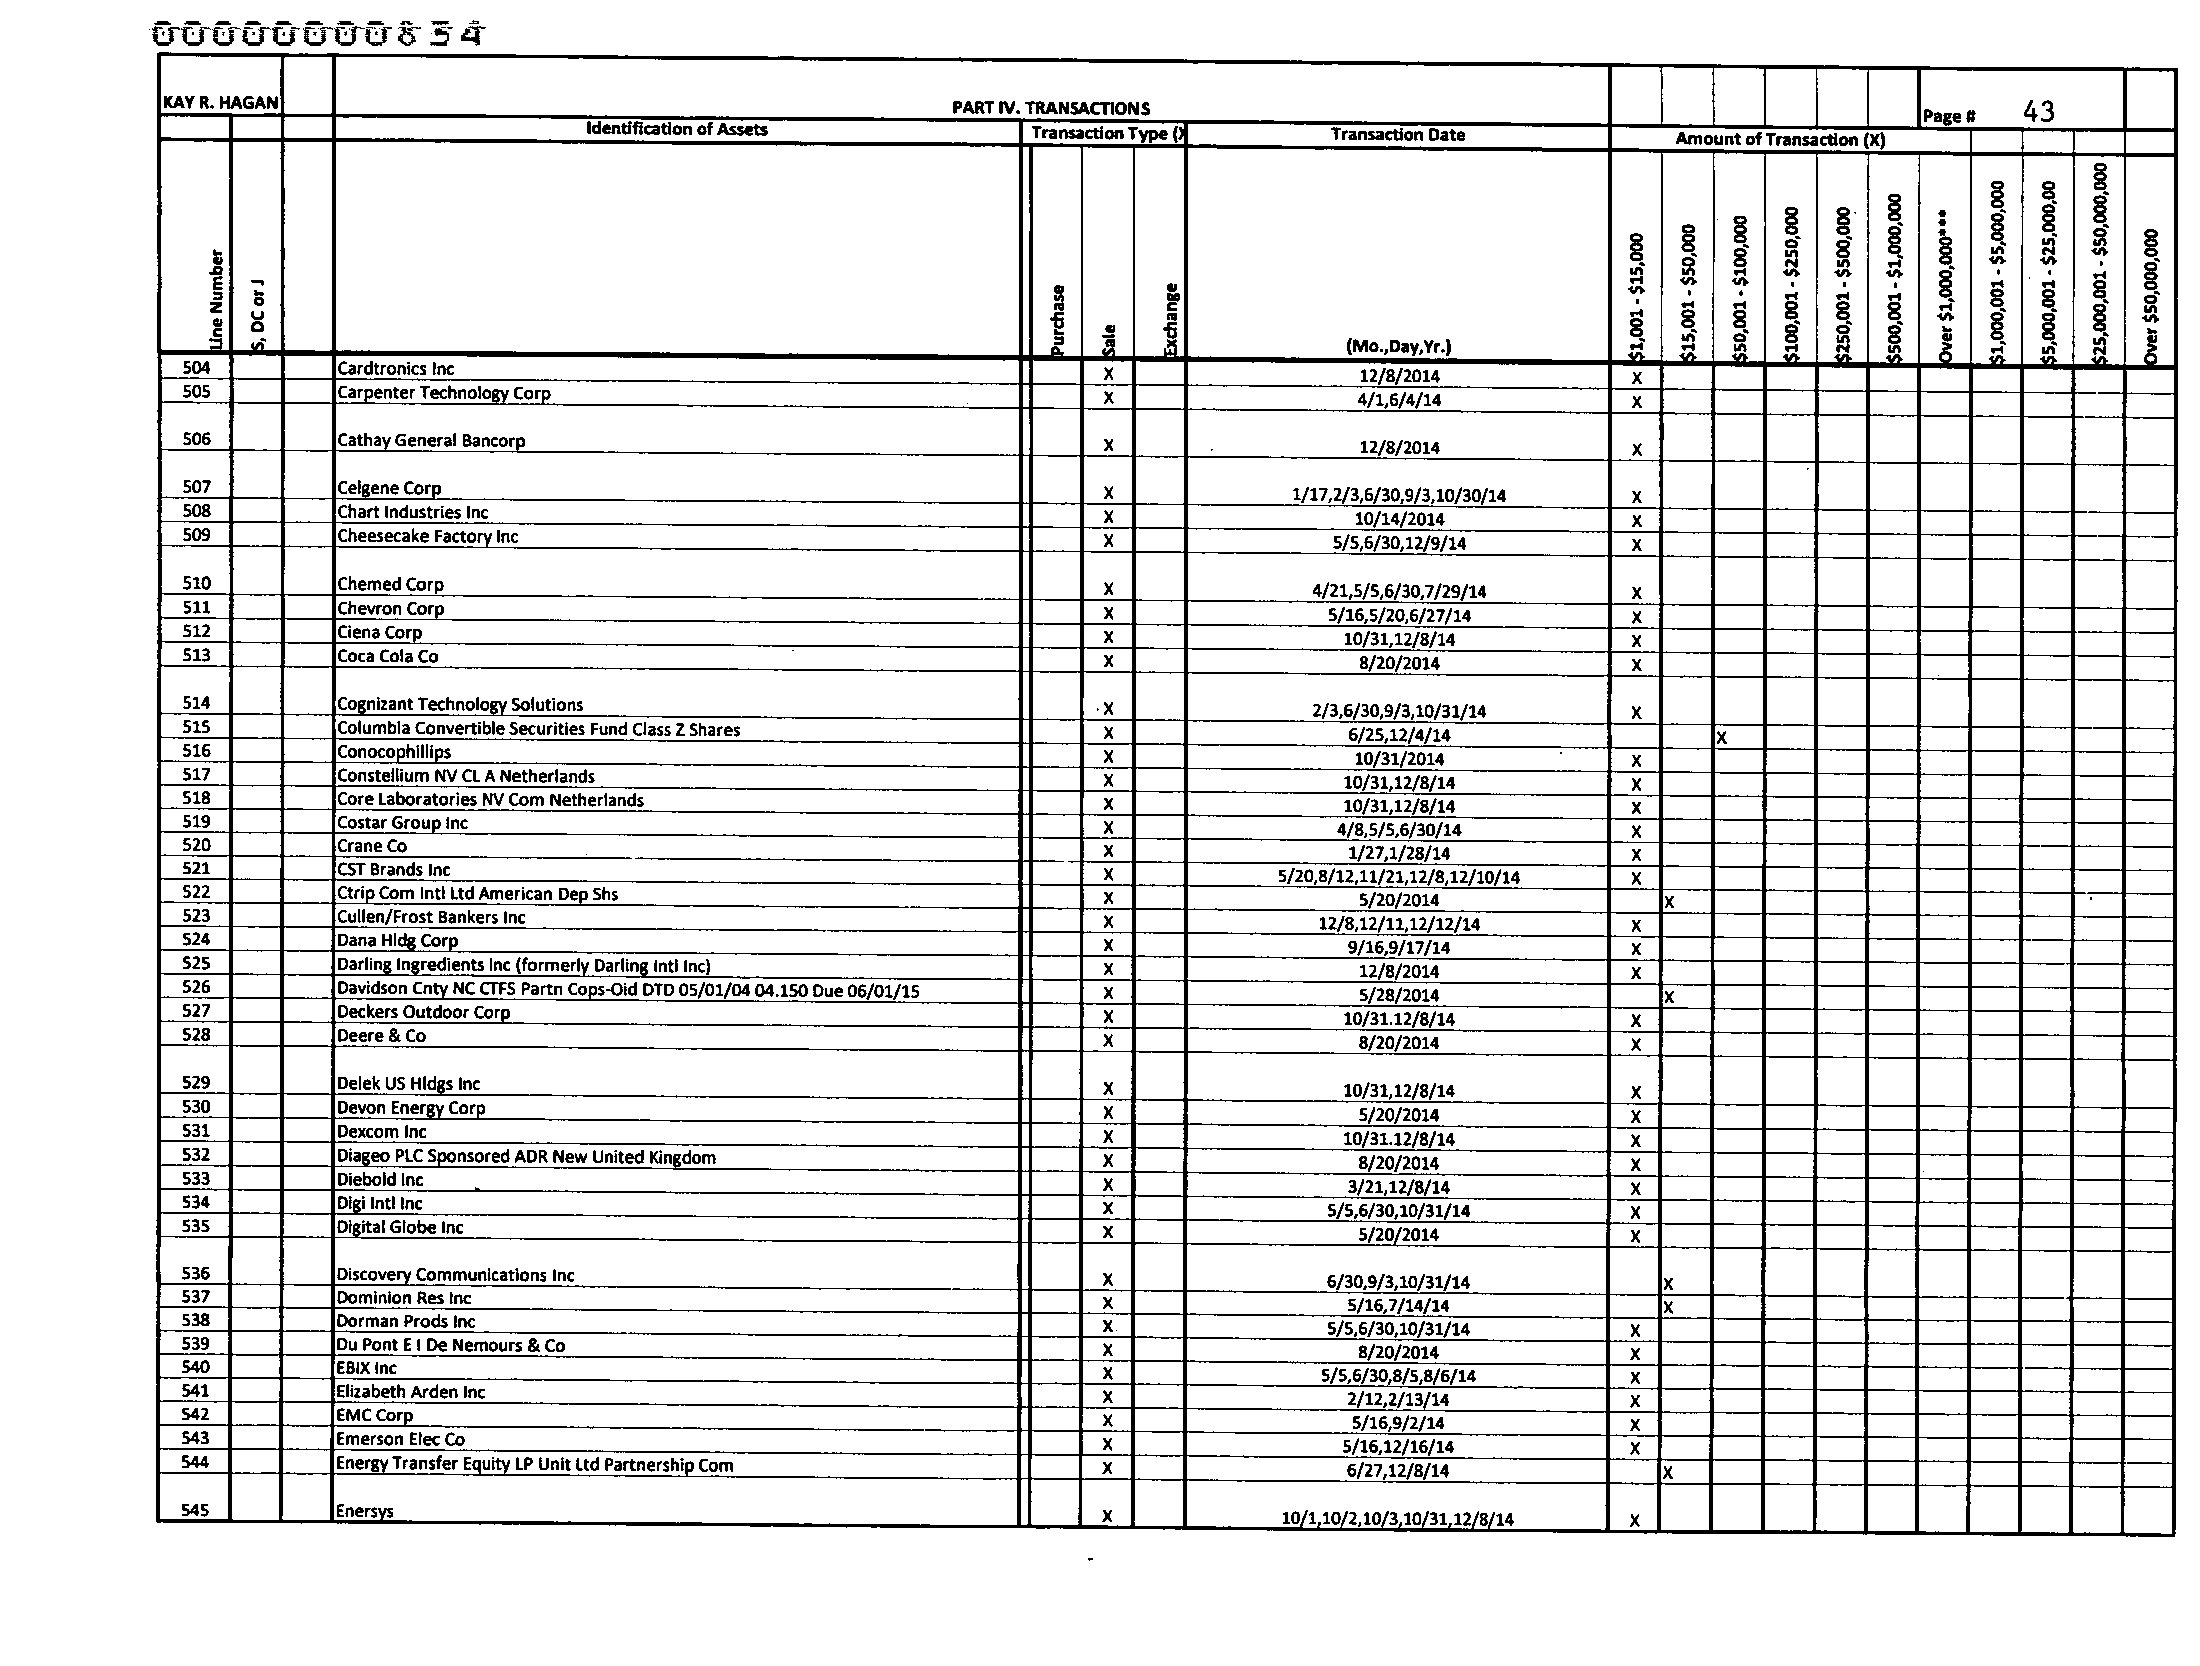 00000000854
KAY R. HAGAN
PART IV. TRANSACTIONS
Page # 43
Identification of Assets
Transaction Type (X
Transaction Date
Amount of Transaction (X)
Line Number
S, DC or J
Purchase
Sale
Exchange
(Mo.,Day,Yr.)
$1,001 - $15,000
$15,001 - $50,000
$50,001 - $100,000
$100,001 - $250,000
$250,001 - $500,000
$500,001 - $1,000,000
Over $1,000,000***
$1,000,001 - $5,000,000
$5,000,001 - $25,000,00
$25,000,001 - $50,000,000
Over $50,000,000
504 Cardtronics Inc X 12/8/2014 X
505 Carpenter Technology Corp X 4/1,6/4/14 X
506 Cathay General Bancorp X 12/8/2014 X
507 Celgene Corp X 1/17,2/3,6/30,9/3,10/30/14 X
508 Chart Industries Inc X 10/14/2014 X
509 Cheesecake Factory Inc X 5/5,6/30,12/9/14 X
510 Chemed Corp X 4/21,5/5,6/30,7/29/14 X
511 Chevron Corp X 5/16,5/20,6/27/14 X
512 Ciena Corp X 10/31,12/8/14 X
513 Coca Cola Co X 8/20/2014 X
514 Cognizant Technology Solutions X 2/3,6/30,9/3,10/31/14 X
515 Columbia Convertible Securities Fund Class Z Shares X 6/25,12/4/14 X
516 Conocophillips X 10/31/2014 X
517 Constellium NV CL A Netherlands X 10/31,12/8/14 X
518 Core Laboratories NV Com Netherlands X 10/31,12/8/14 X
519 Costar Group Inc X 4/8,5/5,6/30/14 X
520 Crane Co X 1/27,1/28/14 X
521 CST Brands Inc X 5/20,8/12,11/21,12/8,12/10/14 X
522 Ctrip Com Intl Ltd American Dep Shs X 5/20/2014 X
523 Cullen/Frost Bankers Inc X 12/8,12/11,12/12/14 X
524 Dana Hldg Corp X 9/16,9/17/14 X
525 Darling Ingredients Inc (formerly Darling Intl Inc) X 12/8/2014 X
526 Davidson Cnty NC CTFS Partn Cops-Oid DTD 05/01/04 04.150 Due 06/01/15 X 5/28/2014 X
527 Deckers Outdoor Corp X 10/31.12/8/14 X
528 Deere & Co X 8/20/2014 X
529 Delek US Hldgs Inc X 10/31,12/8/14 X
530 Devon Energy Corp X 5/20/2014 X
531 Dexcom Inc X 10/31.12/8/14 X
532 Diageo PLC Sponsored ADR New United Kingdom X 8/20/2014 X
533 Diebold Inc X 3/21,12/8/14 X
534 Digi Intl Inc X 5/5,6/30,10/31/14 X
535 Digital Globe Inc X 5/20/2014 X
536 Discovery Communications Inc X 6/30,9/3,10/31/14 X
537 Dominion Res Inc X 5/16,7/14/14 X
538 Dorman Prods Inc X 5/5,6/30,10/31/14 X
539 Du Pont E I De Nemours & Co X 8/20/2014 X
540 EBIX Inc X 5/5,6/30,8/5,8/6/14 X
541 Elizabeth Arden Inc X 2/12,2/13/14 X
542 EMC Corp X 5/16,9/2/14 X
543 Emerson Elec Co X 5/16,12/16/14 X
544 Energy Transfer Equity LP Unit Ltd Partnership Com X 6/27,12/8/14 X
545 Enersys X 10/1,10/2,10/3,10/31,12/8/14 X